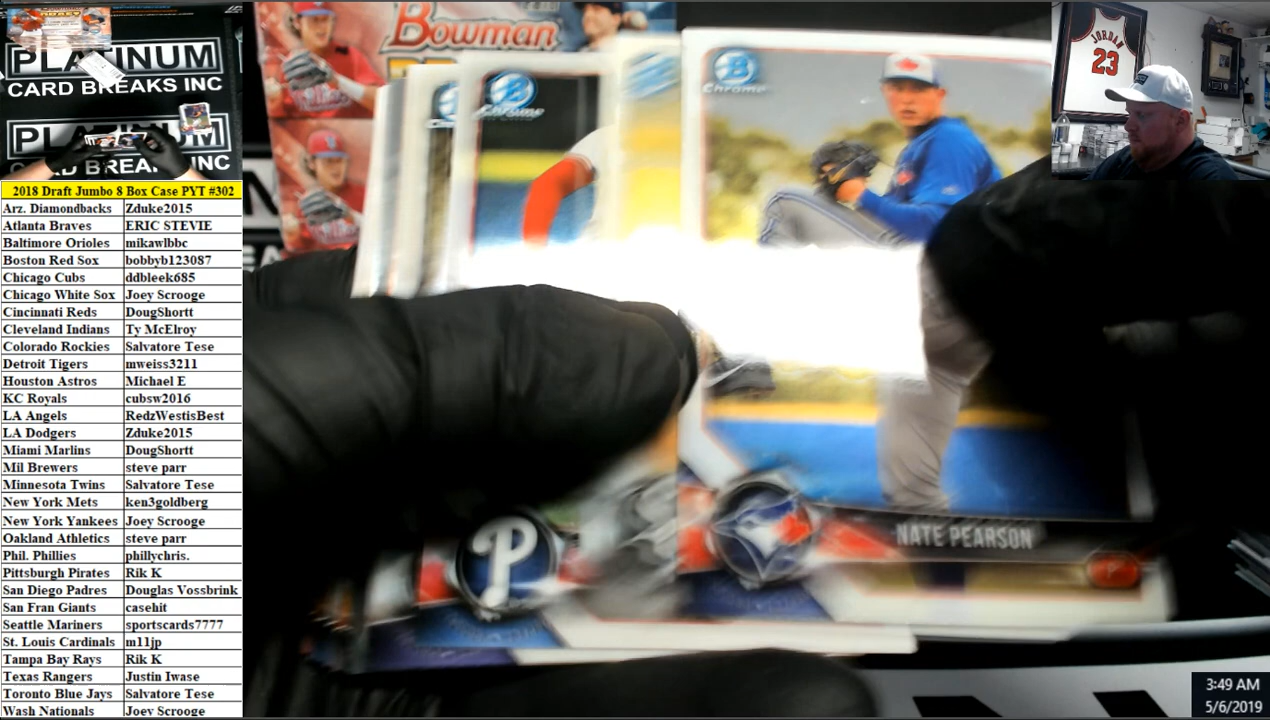 PLATINUM
CARD BREAKS INC
PLATINUM
CARD BREAKS INC
2018 Draft Jumbo 8 Box Case PYT #302
Arz. Diamondbacks Zduke2015
Atlanta Braves ERIC STEVIE
Baltimore Orioles mikawlbbc
Boston Red Sox bobbyb123087
Chicago Cubs ddbleek685
Chicago White Sox Joey Scrooge
Cincinnati Reds DougShortt
Cleveland Indians Ty McElroy
Colorado Rockies Salvatore Tese
Detroit Tigers mweiss3211
Houston Astros Michael E
KC Royals cubsw2016
LA Angels RedzWestisBest
LA Dodgers Zduke2015
Miami Marlins DougShortt
Mil Brewers steve parr
Minnesota Twins Salvatore Tese
New York Mets ken3goldberg
New York Yankees Joey Scrooge
Oakland Athletics steve parr
Phil. Phillies phillychris.
Pittsburgh Pirates Rik K
San Diego Padres Douglas Vossbrink
San Fran Giants casehit
Seattle Mariners sportscards7777
St. Louis Cardinals m11jp
Tampa Bay Rays Rik K
Texas Rangers Justin Iwase
Toronto Blue Jays Salvatore Tese
Wash Nationals Joey Scrooge
Bowman
B
Chrome
B
Chrome
P
NATE PEARSON
P
JORDAN
23
3:49 AM
5/6/2019